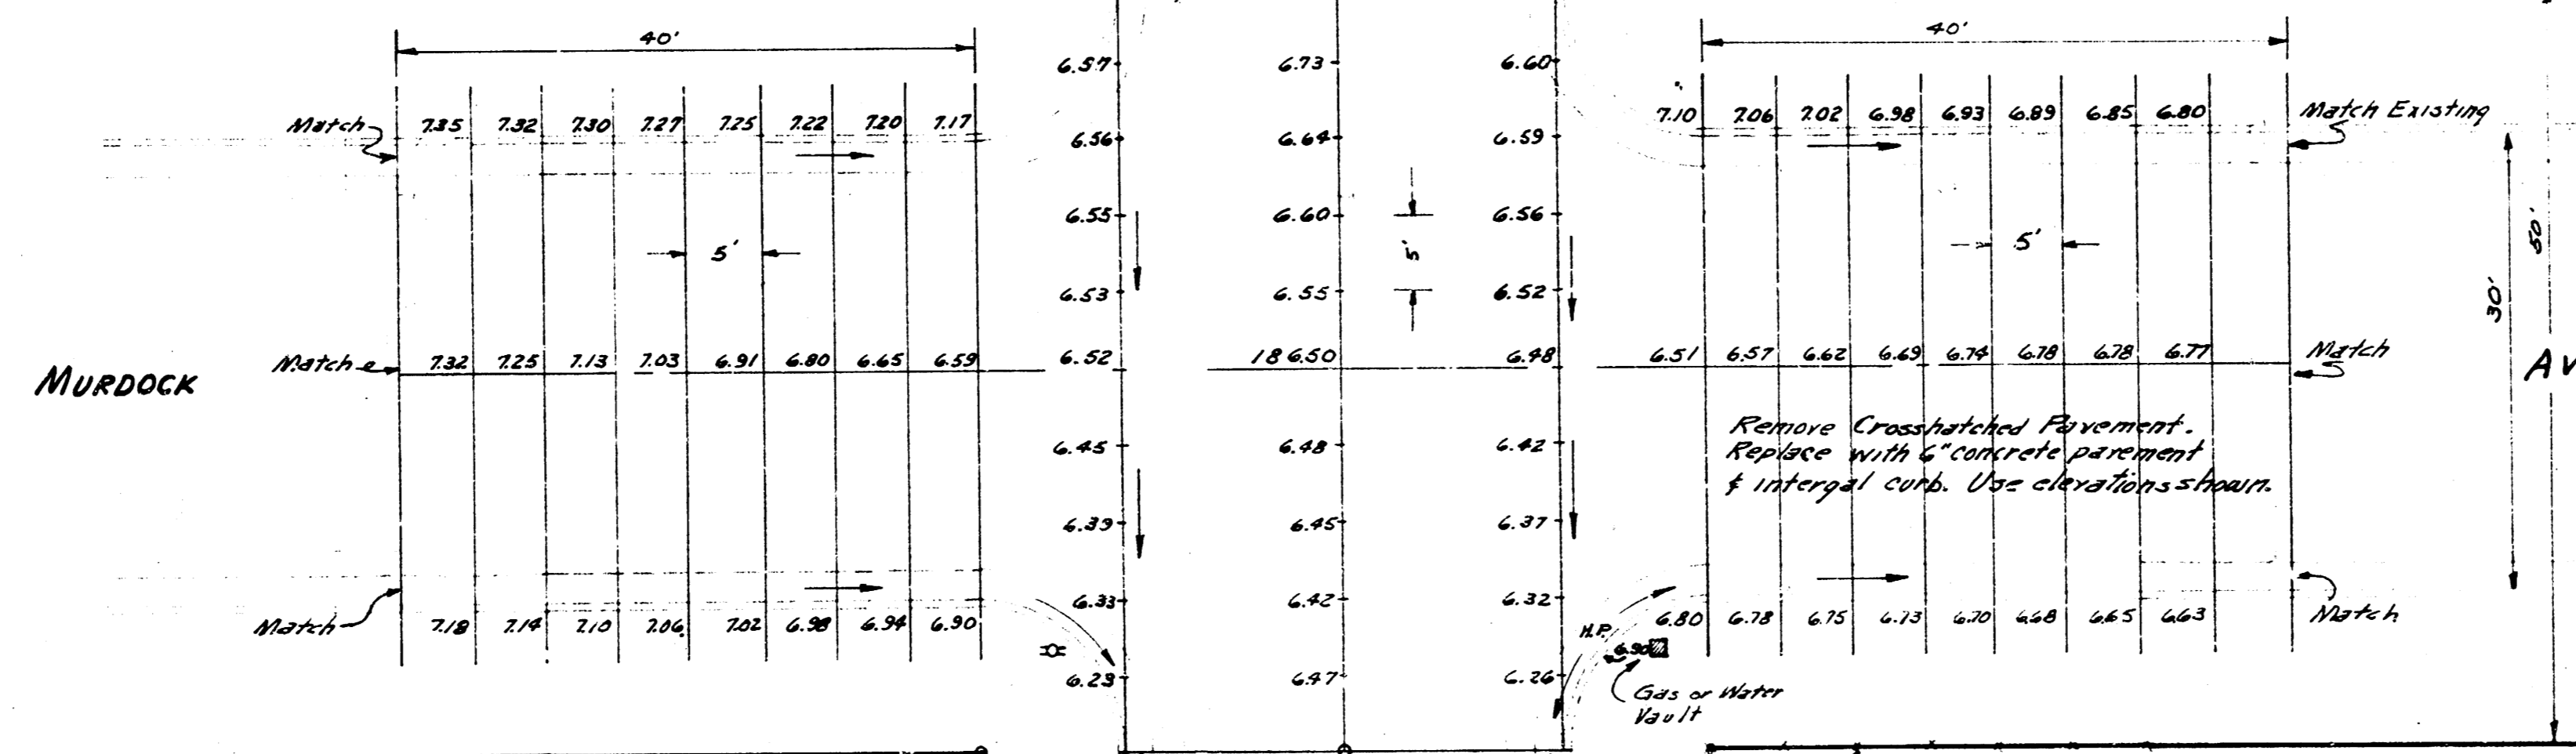 40'
40'
6.57 6.73 6.60
Match 7.35 7.32 7.30 7.27 7.25 7.22 7.20 7.17
7.10 7.06 7.02 6.98 6.93 6.89 6.85 6.80 Match Existing
6.56 6.64 6.59
6.55 6.60 6.56
5' 5' 5' 30' 50'
6.53 6.55 6.52
MURDOCK Match 7.32 7.25 7.13 7.03 6.91 6.80 6.65 6.59 6.52 186.50 6.48 6.51 6.57 6.62 6.69 6.74 6.78 6.78 6.77 Match AV
Remove Crosshatched Pavement.
Replace with 6" concrete pavement
& intergal curb. Use elevations shown.
6.45 6.48 6.42
6.39 6.45 6.37
6.33 6.42 6.32
Match 7.18 7.14 7.10 7.06 7.02 6.98 6.94 6.90
6.80 6.78 6.75 6.73 6.70 6.68 6.65 6.63 Match
H.P.
6.90
6.47 6.26
Gas or Water
Vault